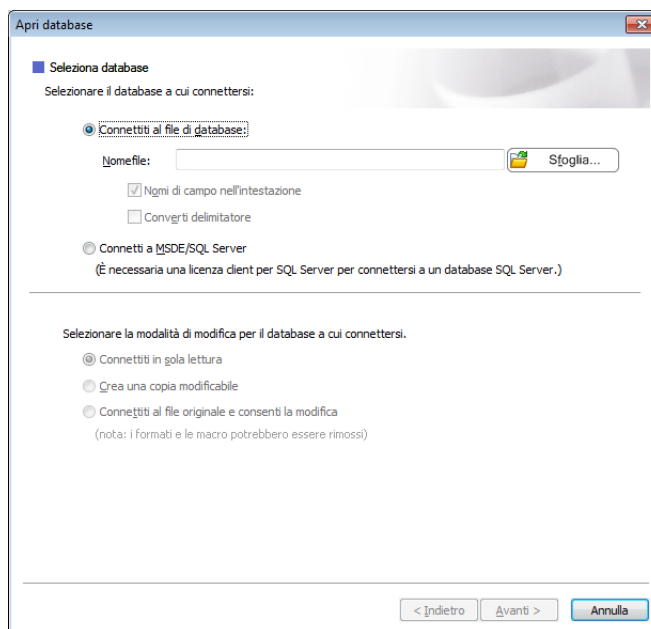 Apri database
Seleziona database
Selezionare il database a cui connettersi:
Connettiti al file di database:
Nomefile:
Sfoglia...
Nomi di campo nell'intestazione
Converti delimitatore
Connetti a MSDE/SQL Server
(È necessaria una licenza client per SQL Server per connettersi a un database SQL Server.)
Selezionare la modalità di modifica per il database a cui connettersi.
Connettiti in sola lettura
Crea una copia modificabile
Connettiti al file originale e consenti la modifica
(nota: i formati e le macro potrebbero essere rimossi)
< Indietro
Avanti >
Annulla